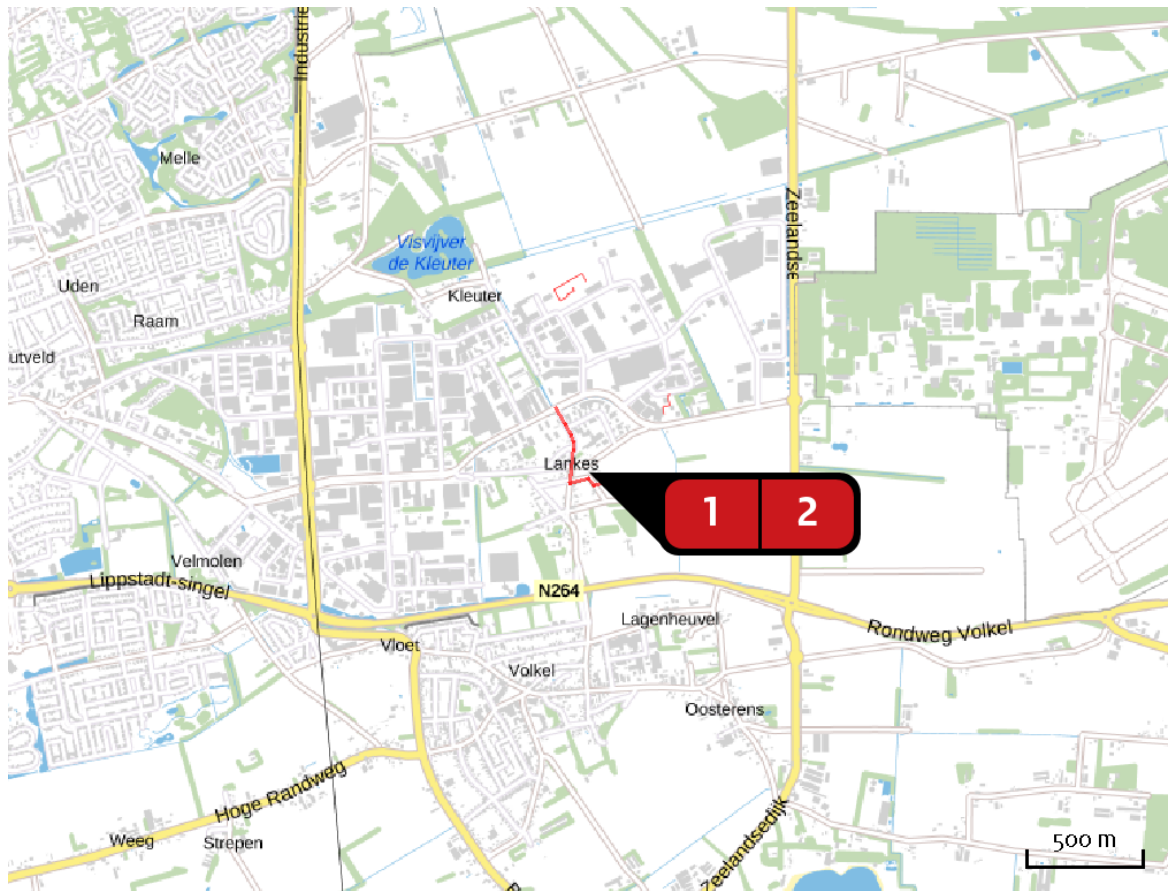 Industrie
Melle
Zeelandse
Visvijver
de Kleuter
Uden
Kleuter
Raam
utveld
Lankes
1
2
Velmolen
Lippstadt-singel
N264
Lagenheuvel
Rondweg Volkel
Vloet
Volkel
Oosterens
Hoge Randweg
Zeelandsedijk
Weeg
Strepen
500 m